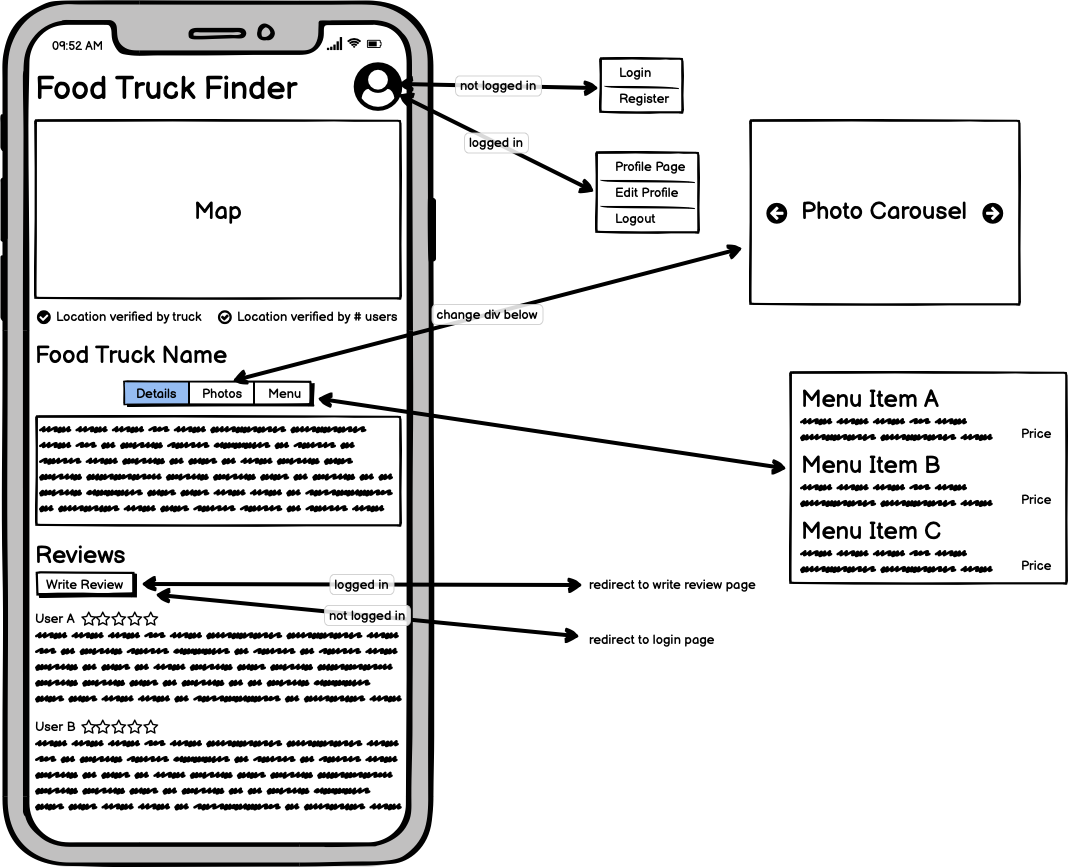 09:52 AM
Food Truck Finder
not logged in
Login
Register
logged in
Profile Page
Edit Profile
Logout
Map
Photo Carousel
Location verified by truck
Location verified by # users
change div below
Food Truck Name
Details
Photos
Menu
Menu Item A
Price
Menu Item B
Price
Menu Item C
Price
Reviews
Write Review
logged in
redirect to write review page
not logged in
redirect to login page
User A
User B